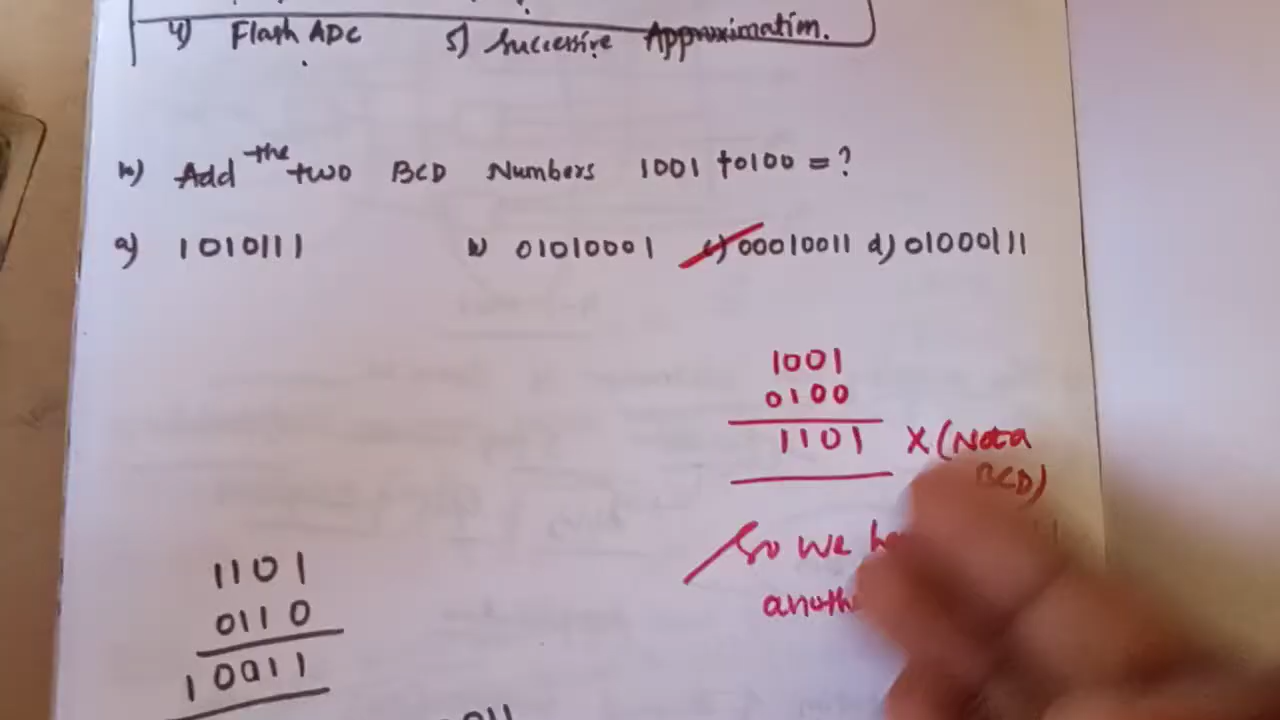 4) Flash ADC 5) Successive Approximation.
Add the two BCD Numbers 1001 + 0100 = ?
a) 1010111 b) 01010001 c) 00010011 d) 01000111
1001
0100
1101 X (Not a
BCD)
So we
1101
0110
10011